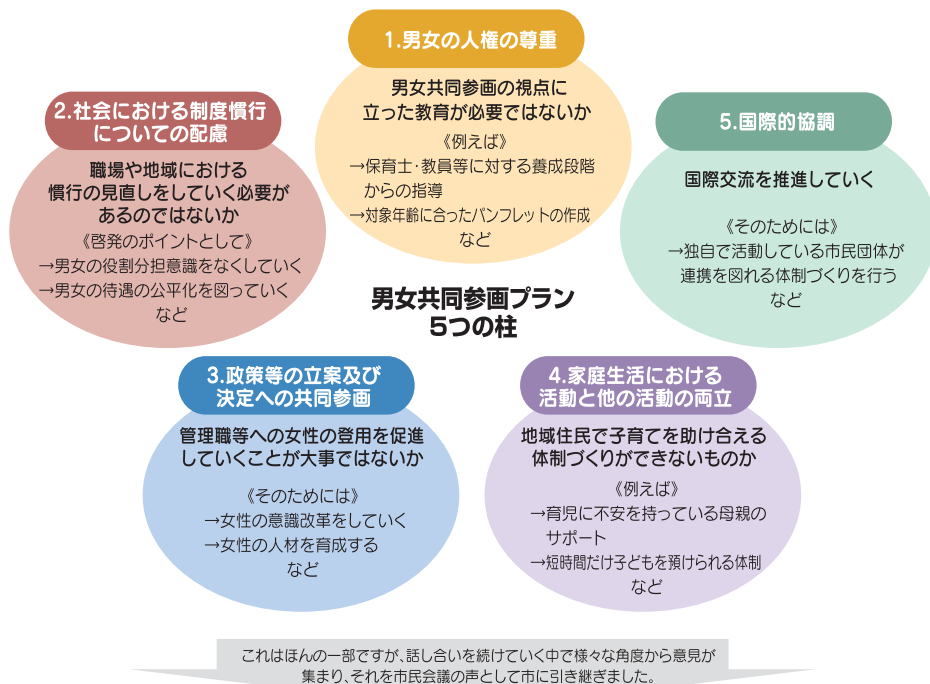 1.男女の人権の尊重
男女共同参画の視点に
立った教育が必要ではないか
《例えば》
→保育士・教員等に対する養成段階
からの指導
→対象年齢に合ったパンフレットの作成
など
2.社会における制度慣行
についての配慮
職場や地域における
慣行の見直しをしていく必要が
あるのではないか
《啓発のポイントとして》
→男女の役割分担意識をなくしていく
→男女の待遇の公平化を図っていく
など
5.国際的協調
国際交流を推進していく
《そのためには》
→独自で活動している市民団体が
連携を図れる体制づくりを行う
など
男女共同参画プラン
5つの柱
3.政策等の立案及び
決定への共同参画
管理職等への女性の登用を促進
していくことが大事ではないか
《そのためには》
→女性の意識改革をしていく
→女性の人材を育成する
など
4.家庭生活における
活動と他の活動の両立
地域住民で子育てを助け合える
体制づくりができないものか
《例えば》
→育児に不安を持っている母親の
サポート
→短時間だけ子どもを預けられる体制
など
これはほんの一部ですが、話し合いを続けていく中で様々な角度から意見が
集まり、それを市民会議の声として市に引き継ぎました。